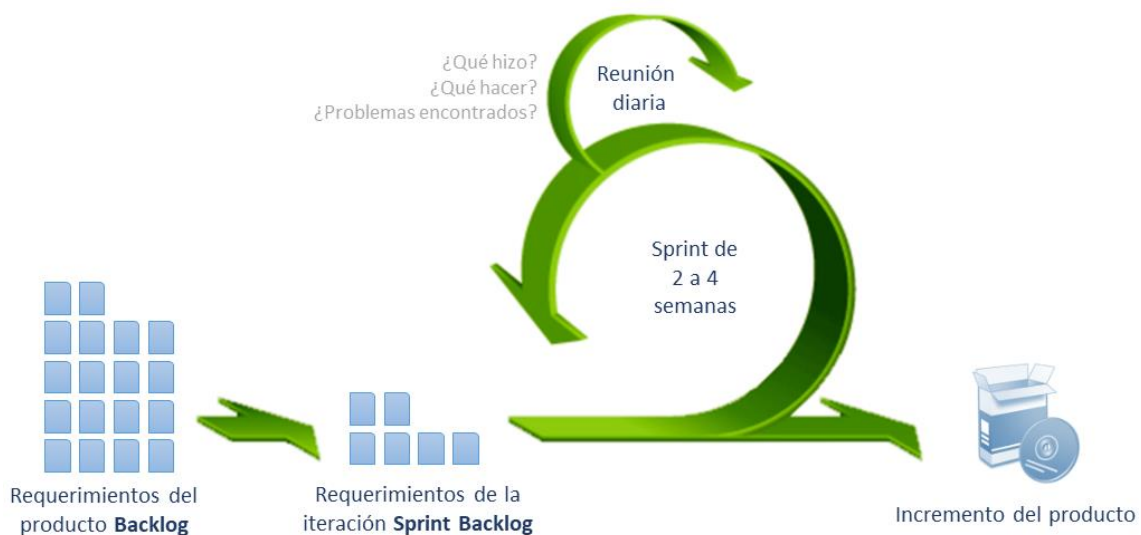 ¿Qué hizo?
¿Qué hacer?
¿Problemas encontrados?
Reunión
diaria
Sprint de
2 a 4
semanas
Requerimientos del
producto Backlog
Requerimientos de la
iteración Sprint Backlog
Incremento del producto